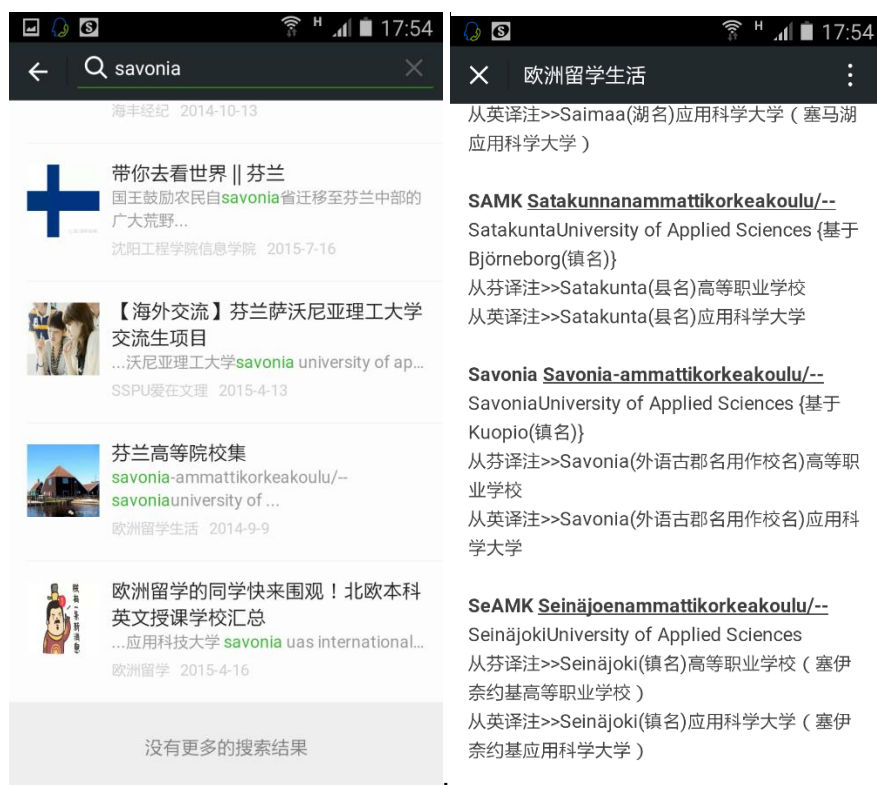 H 17:54
savonia
海丰经纪 2014-10-13
带你去看世界 || 芬兰
国王鼓励农民自savonia省迁移至芬兰中部的
广大荒野...
沈阳工程学院信息学院 2015-7-16
【海外交流】芬兰萨沃尼亚理工大学
交流生项目
...沃尼亚理工大学savonia university of ap...
SSPU爱在文理 2015-4-13
芬兰高等院校集
savonia-ammattikorkeakoulu/--
savoniauniversity of ...
欧洲留学生活 2014-9-9
欧洲留学的同学快来围观！北欧本科
英文授课学校汇总
...应用科技大学 savonia uas international...
欧洲留学 2015-4-16
没有更多的搜索结果
H 17:54
欧洲留学生活
从英译注>>Saimaa(湖名)应用科学大学（塞马湖
应用科学大学）
SAMK Satakunnanammattikorkeakoulu/--
SatakuntaUniversity of Applied Sciences {基于
Björneborg(镇名)}
从芬译注>>Satakunta(县名)高等职业学校
从英译注>>Satakunta(县名)应用科学大学
Savonia Savonia-ammattikorkeakoulu/--
SavoniaUniversity of Applied Sciences {基于
Kuopio(镇名)}
从芬译注>>Savonia(外语古郡名用作校名)高等职
业学校
从英译注>>Savonia(外语古郡名用作校名)应用科
学大学
SeAMK Seinäjoenammattikorkeakoulu/--
SeinäjokiUniversity of Applied Sciences
从芬译注>>Seinäjoki(镇名)高等职业学校（塞伊
奈约基高等职业学校）
从英译注>>Seinäjoki(镇名)应用科学大学（塞伊
奈约基应用科学大学）